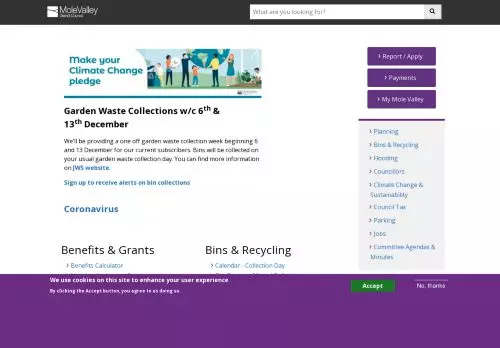 MoleValley
District Council
What are you looking for?
Make your
Climate Change
pledge
Report / Apply
Payments
My Mole Valley
Garden Waste Collections w/c 6th &
13th December
We'll be providing a one off garden waste collection week beginning 6
and 13 December for our current subscribers. Bins will be collected on
your usual garden waste collection day. You can find more information
on JWS website.
Sign up to receive alerts on bin collections
Coronavirus
Planning
Bins & Recycling
Flooding
Councillors
Climate Change &
Sustainability
Council Tax
Parking
Jobs
Committee Agendas &
Minutes
Benefits & Grants
Benefits Calculator
Bins & Recycling
Calendar - Collection Day
We use cookies on this site to enhance your user experience
By clicking the Accept button, you agree to us doing so.
Accept
No, thanks